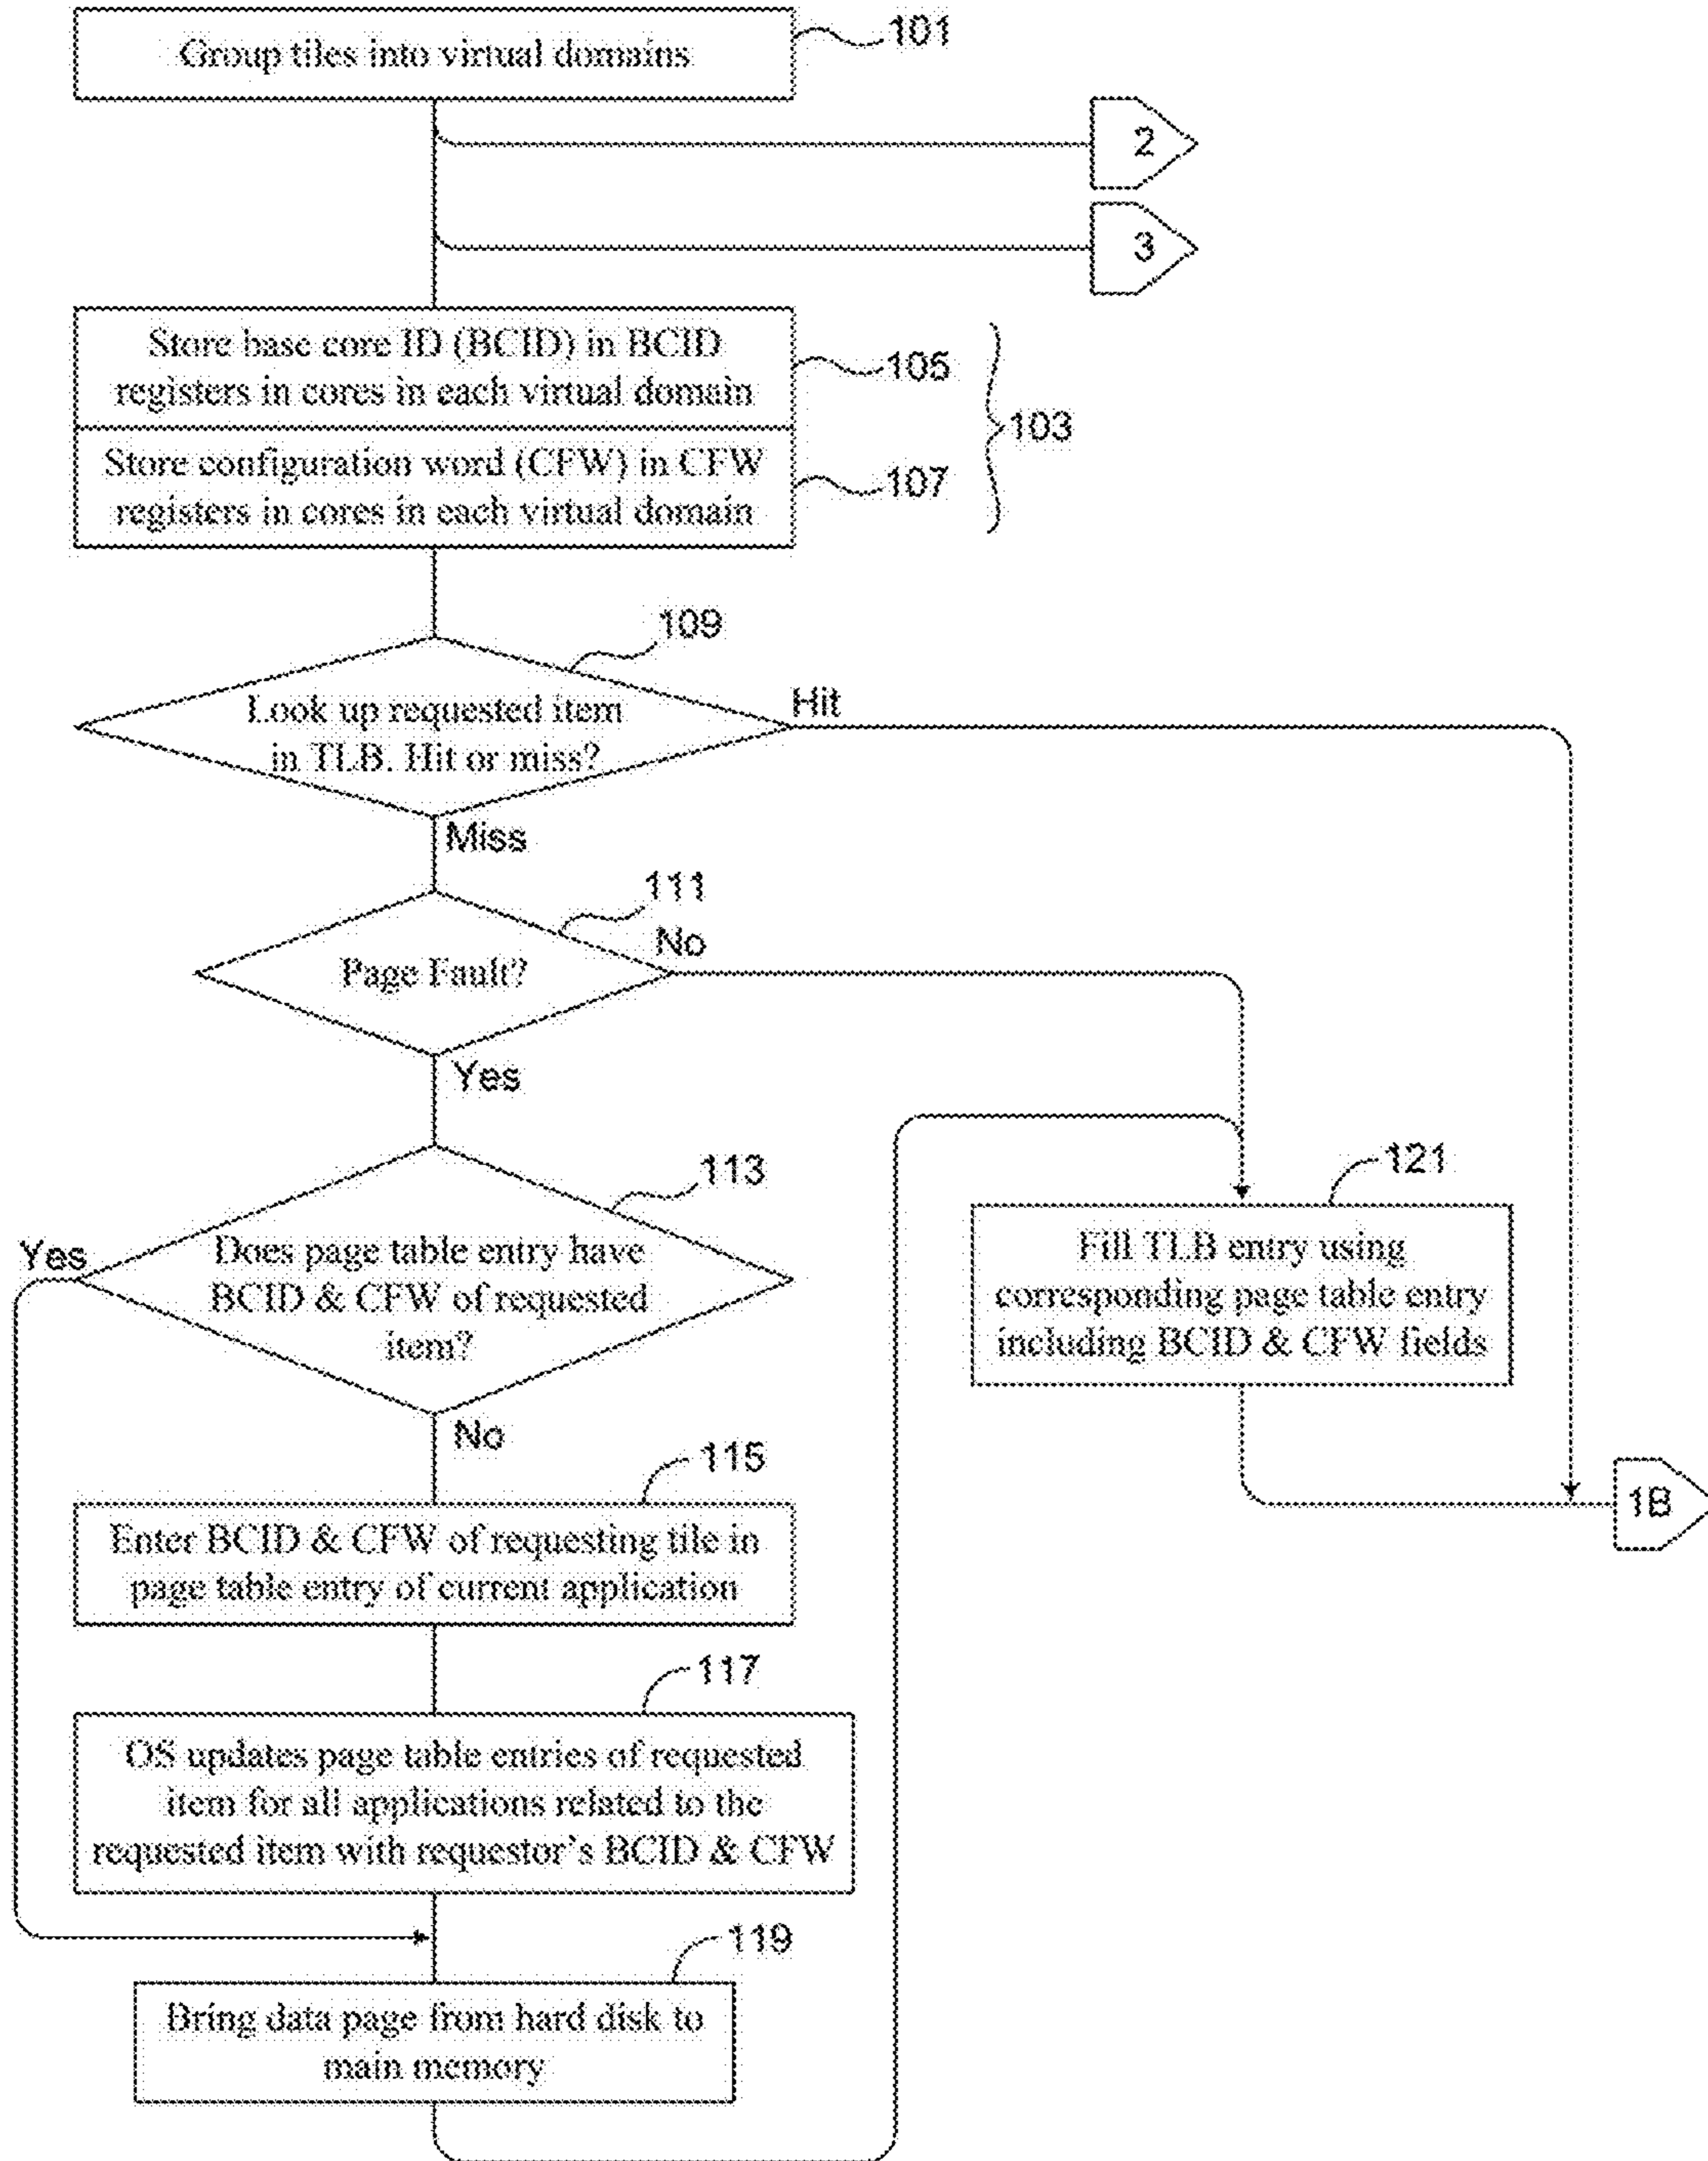 Group tiles into virtual domains
101
2
3
Store base core ID (BCID) in BCID
registers in cores in each virtual domain
105
Store configuration word (CFW) in CFW
registers in cores in each virtual domain
107
103
109
Look up requested item
in TLB. Hit or miss?
Hit
Miss
111
Page Fault?
No
Yes
113
Does page table entry have
BCID & CFW of requested
item?
Yes
No
121
Fill TLB entry using
corresponding page table entry
including BCID & CFW fields
1B
115
Enter BCID & CFW of requesting tile in
page table entry of current application
117
OS updates page table entries of requested
item for all applications related to the
requested item with requestor's BCID & CFW
119
Bring data page from hard disk to
main memory